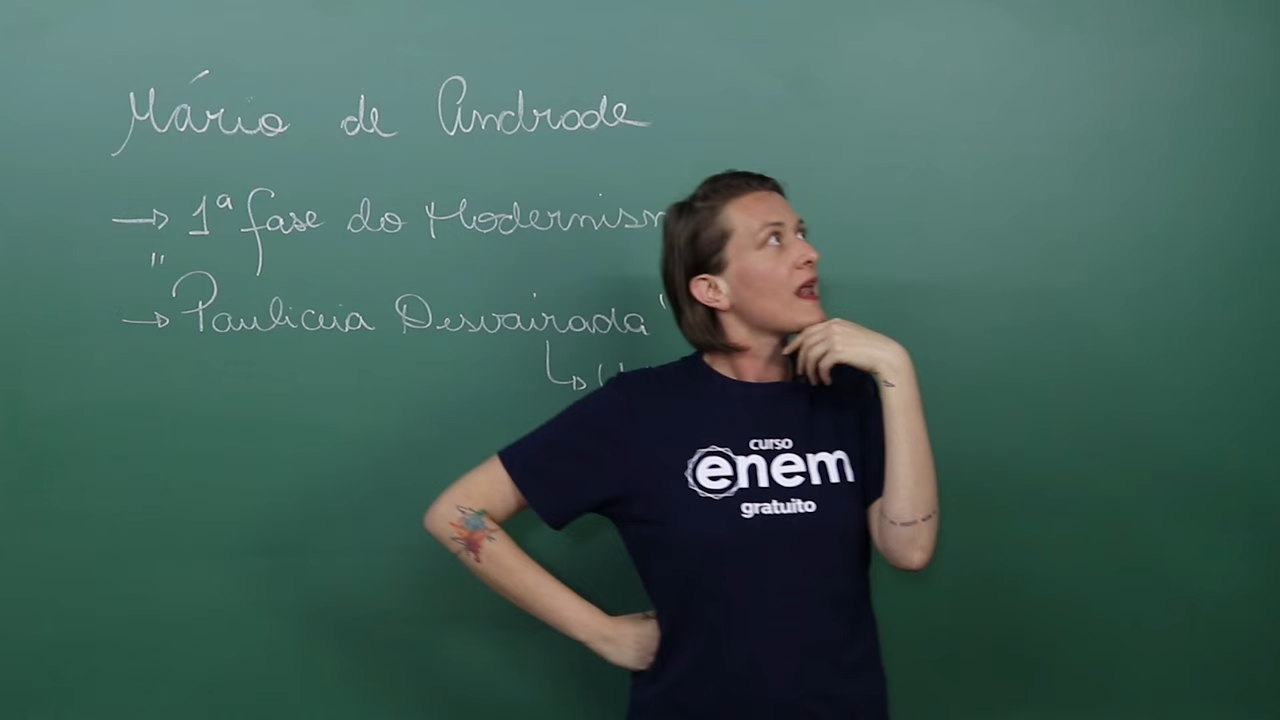 Mário de Andrade
→ 1ª fase do Modernism
"
→ Pauliceia Desvairada"
curso
enem
gratuito